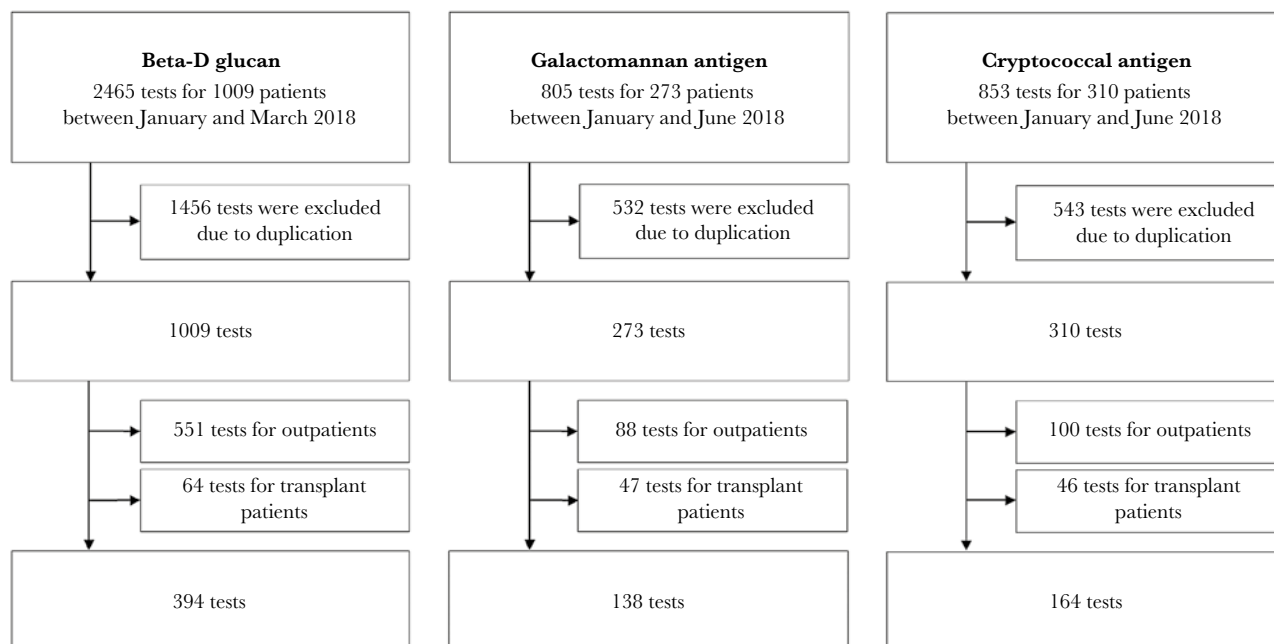 Beta-D glucan
2465 tests for 1009 patients
between January and March 2018
1456 tests were excluded
due to duplication
1009 tests
551 tests for outpatients
64 tests for transplant
patients
394 tests
Galactomannan antigen
805 tests for 273 patients
between January and June 2018
532 tests were excluded
due to duplication
273 tests
88 tests for outpatients
47 tests for transplant
patients
138 tests
Cryptococcal antigen
853 tests for 310 patients
between January and June 2018
543 tests were excluded
due to duplication
310 tests
100 tests for outpatients
46 tests for transplant
patients
164 tests